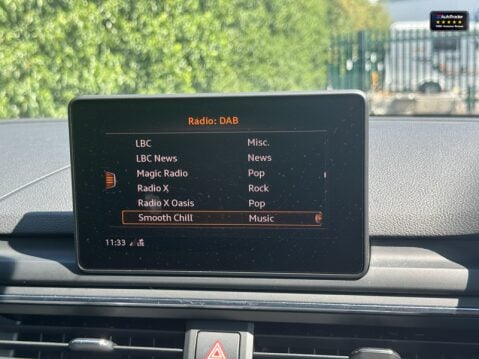 AutoTrader
Radio: DAB
LBC Misc.
LBC News News
Magic Radio Pop
Radio X Rock
Radio X Oasis Pop
Smooth Chill Music
11:33